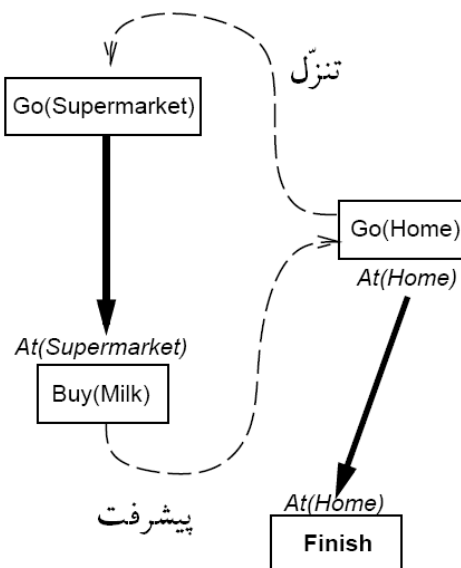 تنزّل
Go(Supermarket)
Go(Home)
At(Home)
At(Supermarket)
Buy(Milk)
پیشرفت
At(Home)
Finish